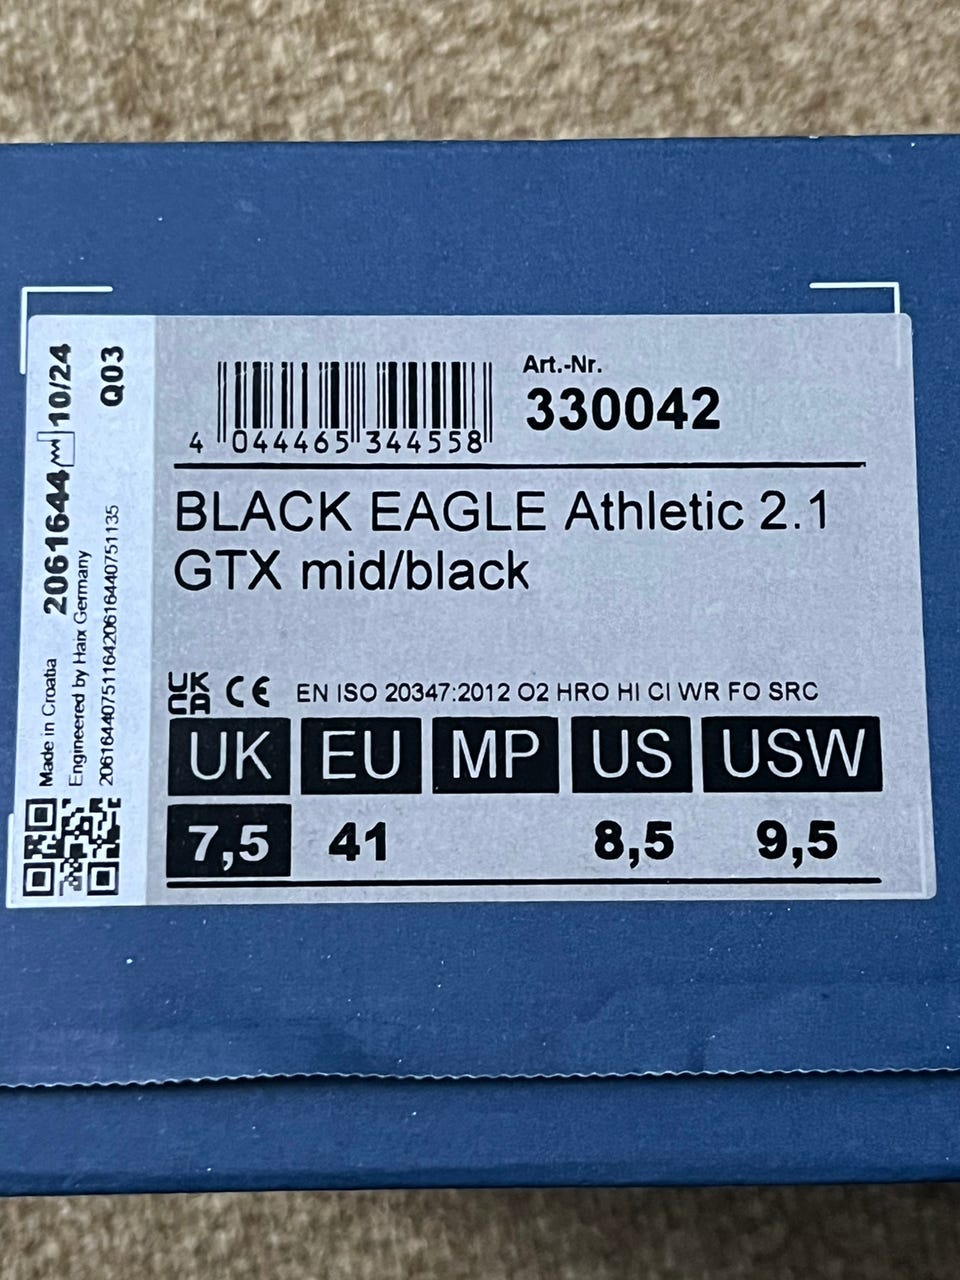 4 044465 344558
Art.-Nr.
330042
BLACK EAGLE Athletic 2.1
GTX mid/black
UK CA CE EN ISO 20347:2012 O2 HRO HI CI WR FO SRC
UK EU MP US USW
7,5 41 8,5 9,5
Made in Croatia 2061644 10/24
Engineered by Haix Germany
20616440751164206164407​51135 Q03